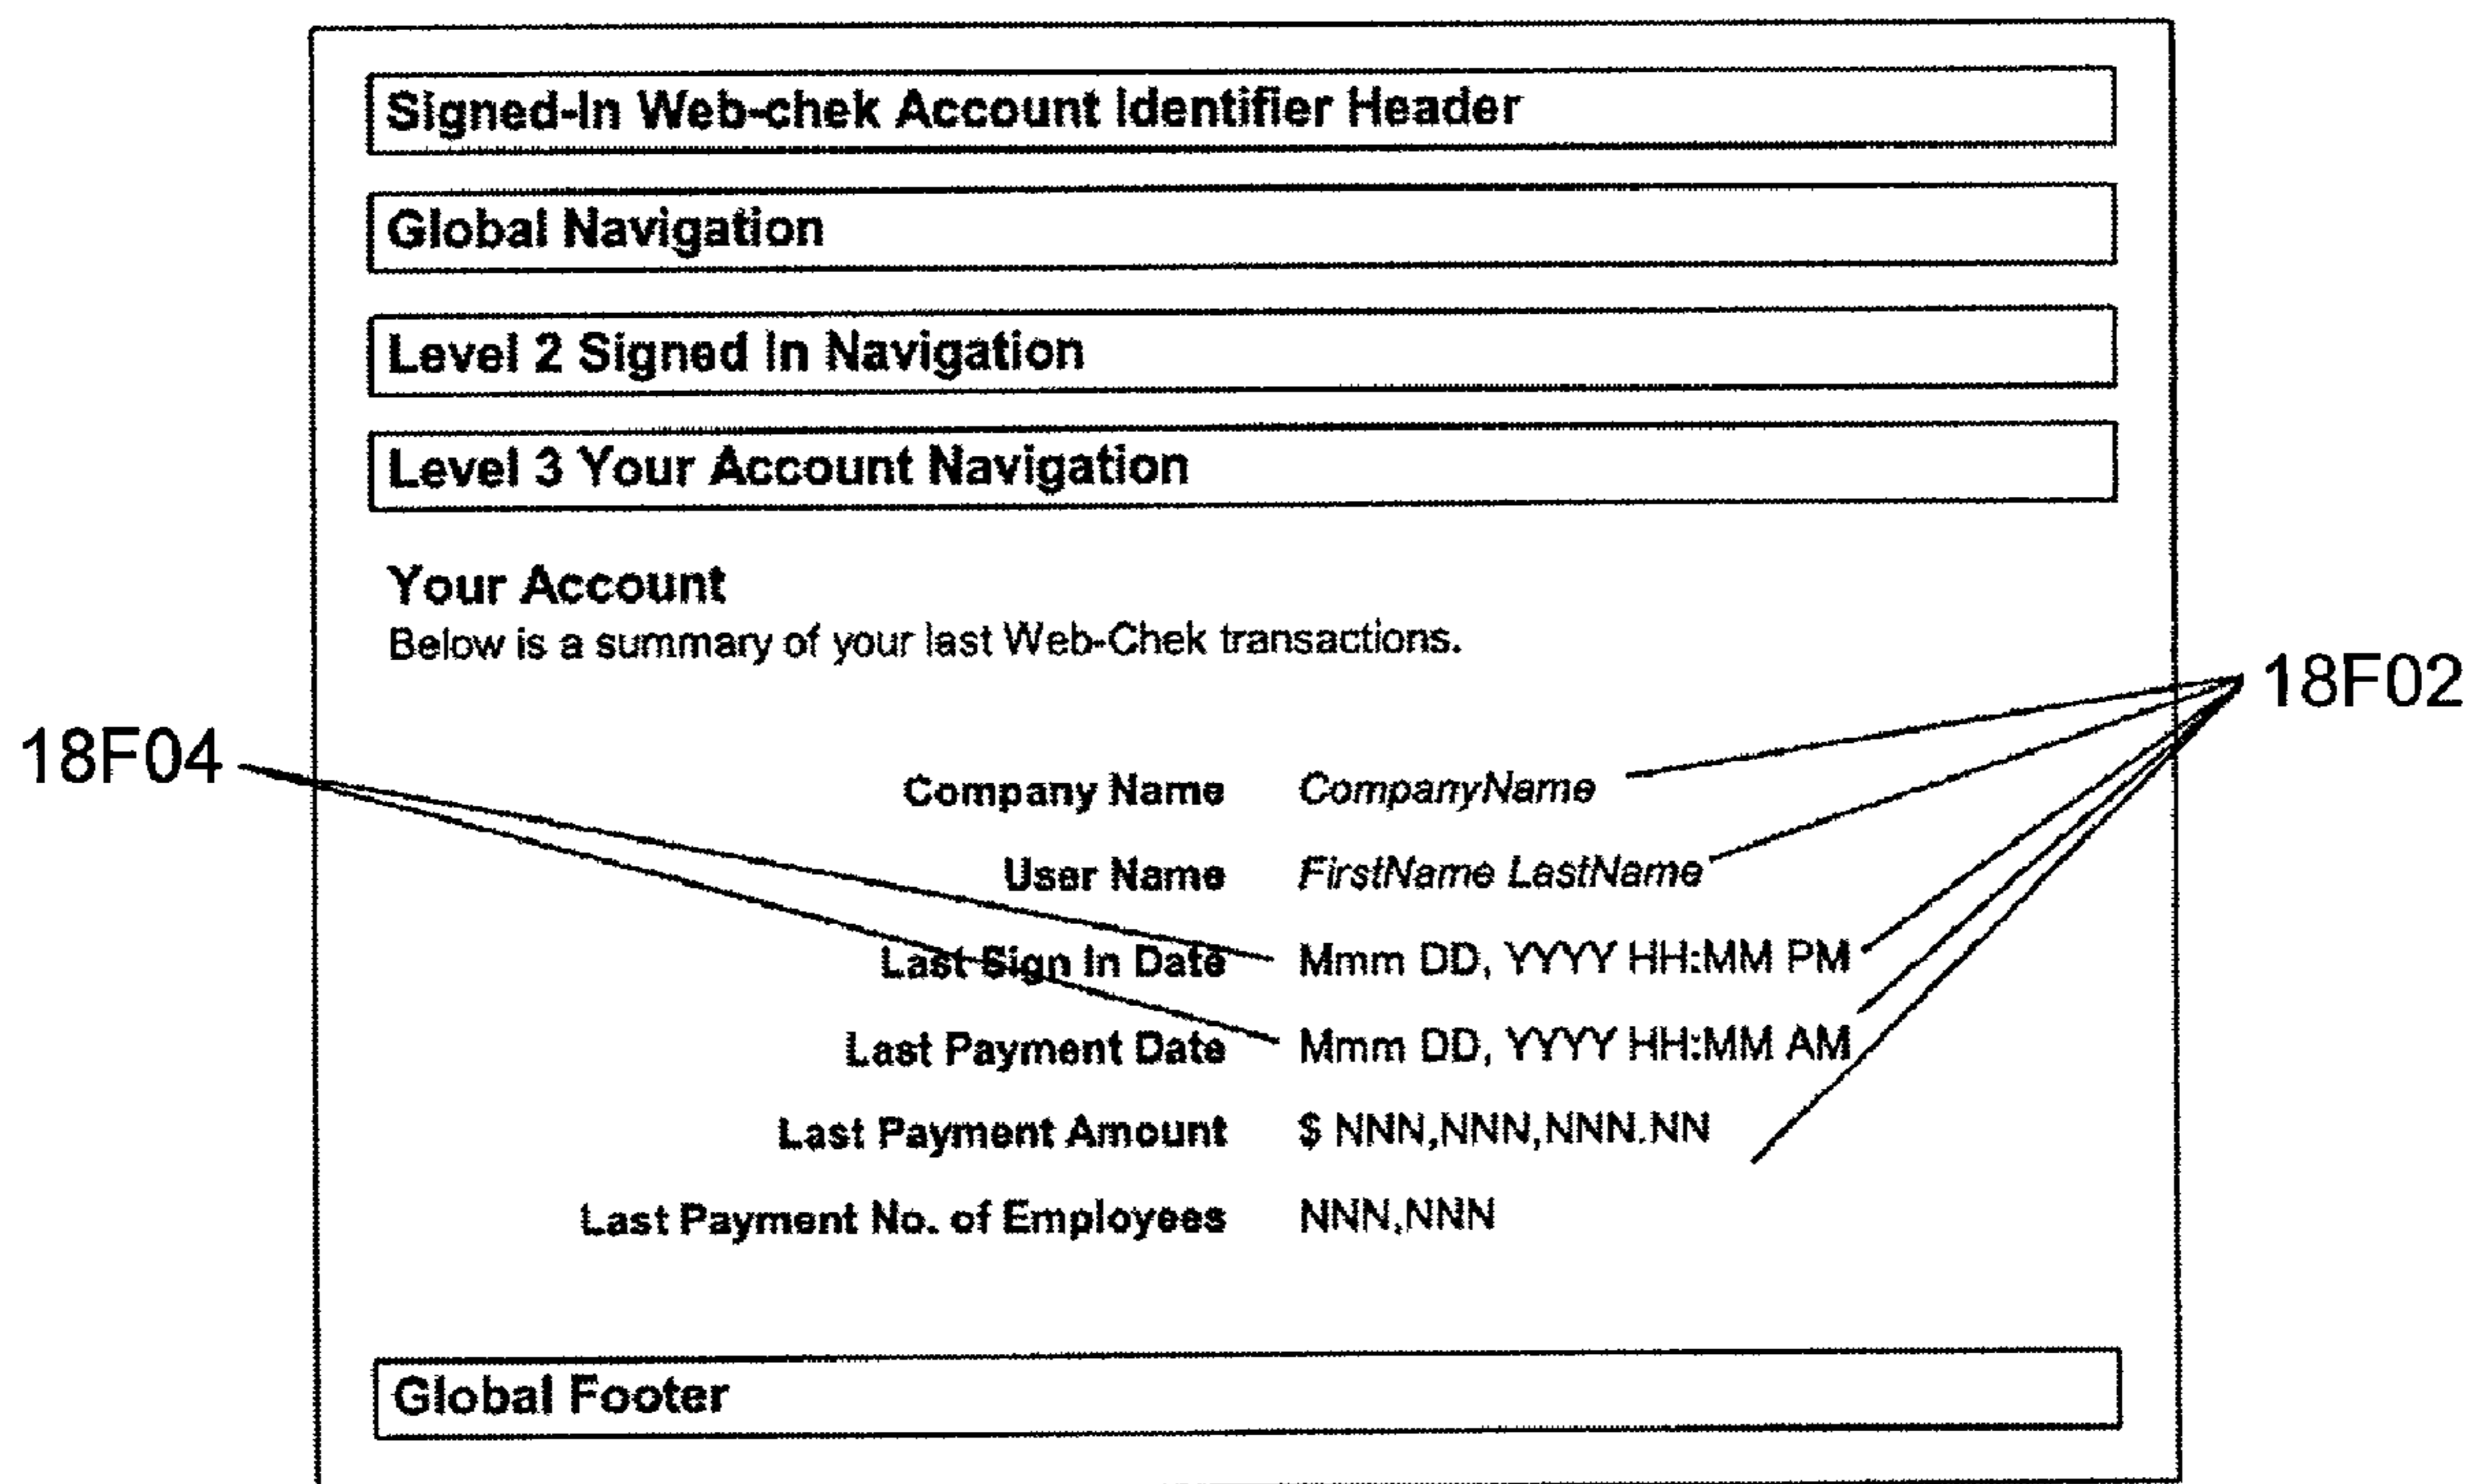 Signed-In Web-chek Account Identifier Header
Global Navigation
Level 2 Signed In Navigation
Level 3 Your Account Navigation
Your Account
Below is a summary of your last Web-Chek transactions.
18F02
18F04
Company Name CompanyName
User Name FirstName LastName
Last Sign In Date Mmm DD, YYYY HH:MM PM
Last Payment Date Mmm DD, YYYY HH:MM AM
Last Payment Amount $ NNN,NNN,NNN.NN
Last Payment No. of Employees NNN,NNN
Global Footer